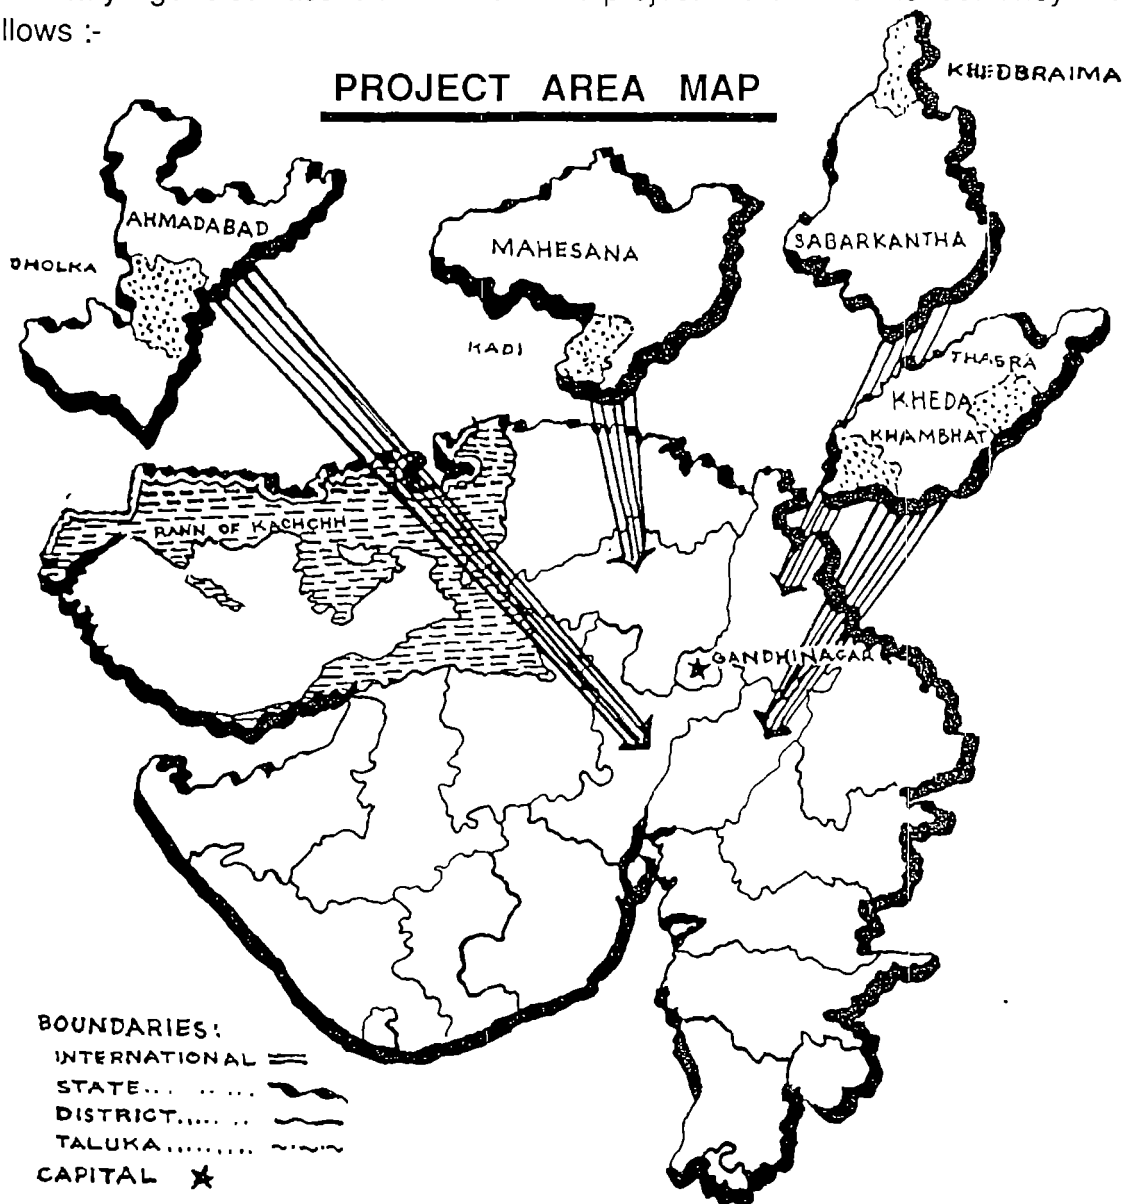 llows :-
PROJECT AREA MAP
KHEDBRAIMA
AHMADABAD
DHOLKA
MAHESANA
SABARKANTHA
KADI
THASRA
KHEDA
KHAMBHAT
RANN OF KACHCHH
GANDHINAGAR
BOUNDARIES:
INTERNATIONAL
STATE... .. ...
DISTRICT..... ..
TALUKA.........
CAPITAL